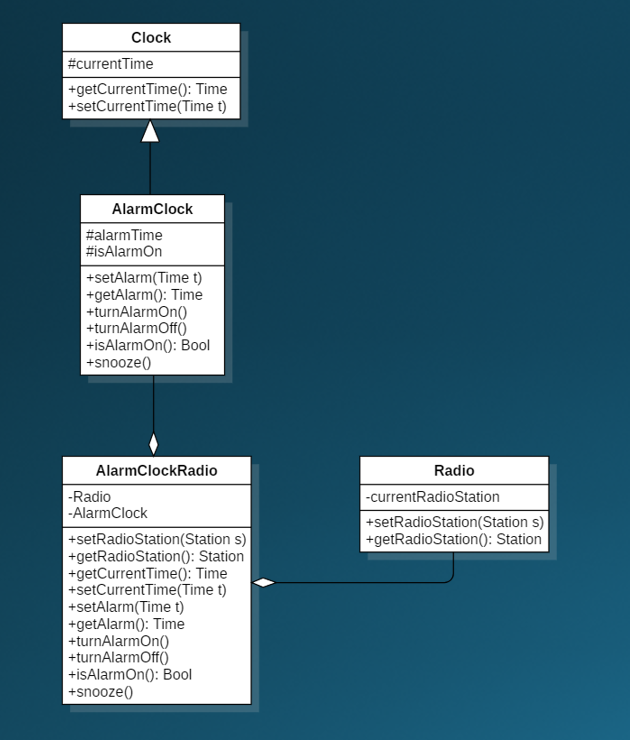 Clock
#currentTime
+getCurrentTime(): Time
+setCurrentTime(Time t)
AlarmClock
#alarmTime
#isAlarmOn
+setAlarm(Time t)
+getAlarm(): Time
+turnAlarmOn()
+turnAlarmOff()
+isAlarmOn(): Bool
+snooze()
AlarmClockRadio
-Radio
-AlarmClock
+setRadioStation(Station s)
+getRadioStation(): Station
+getCurrentTime(): Time
+setCurrentTime(Time t)
+setAlarm(Time t)
+getAlarm(): Time
+turnAlarmOn()
+turnAlarmOff()
+isAlarmOn(): Bool
+snooze()
Radio
-currentRadioStation
+setRadioStation(Station s)
+getRadioStation(): Station